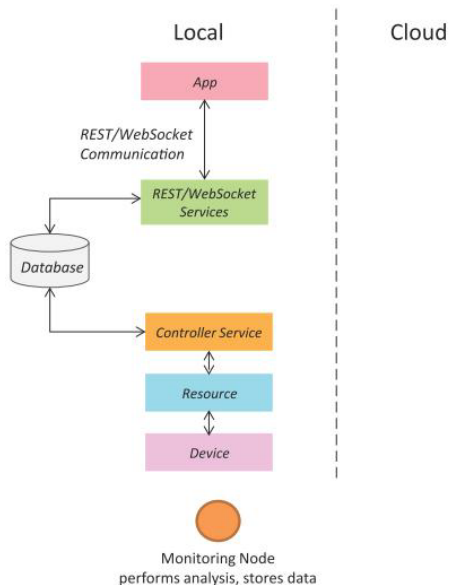 Local
Cloud
App
REST/WebSocket
Communication
REST/WebSocket
Services
Database
Controller Service
Resource
Device
Monitoring Node
performs analysis, stores data